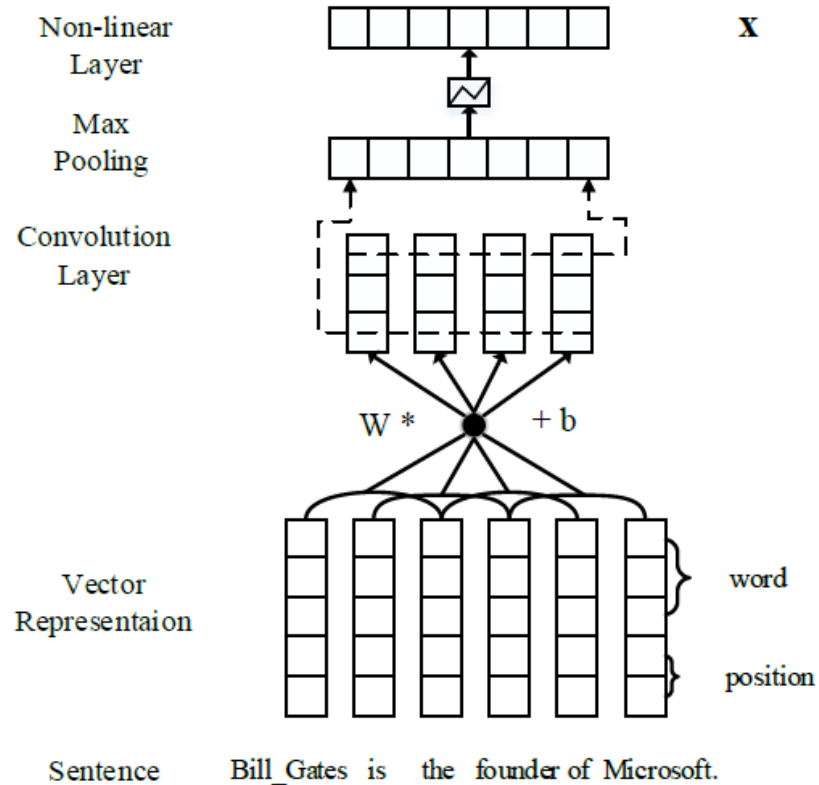 Non-linear
Layer
x
Max
Pooling
Convolution
Layer
W *
+ b
Vector
Representaion
word
position
Sentence
Bill_Gates is the founder of Microsoft.